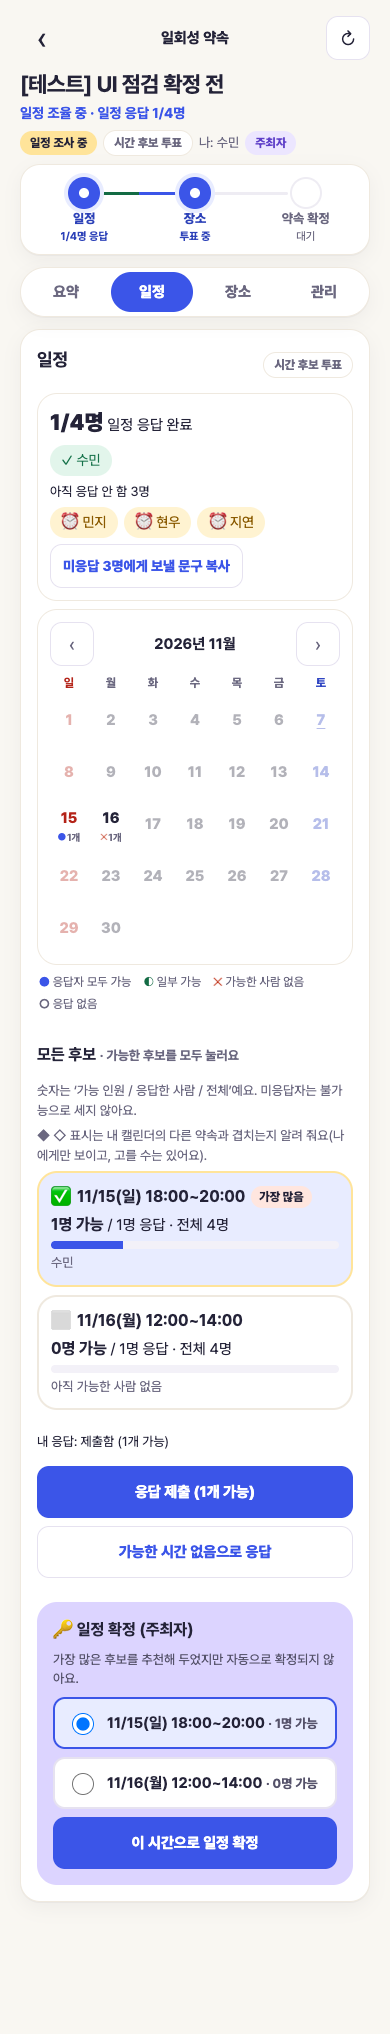 ‹ 일회성 약속 ↻
[테스트] UI 점검 확정 전
일정 조율 중 · 일정 응답 1/4명
일정 조사 중 시간 후보 투표 나: 수민 주최자
일정 장소 약속 확정
1/4명 응답 투표 중 대기
요약 일정 장소 관리
일정 시간 후보 투표
1/4명 일정 응답 완료
✓ 수민
아직 응답 안 함 3명
⏰ 민지 ⏰ 현우 ⏰ 지연
미응답 3명에게 보낼 문구 복사
‹ 2026년 11월 ›
일 월 화 수 목 금 토
1 2 3 4 5 6 7
8 9 10 11 12 13 14
15 16 17 18 19 20 21
●1개 ×1개
22 23 24 25 26 27 28
29 30
● 응답자 모두 가능 ◐ 일부 가능 × 가능한 사람 없음
○ 응답 없음
모든 후보 · 가능한 후보를 모두 눌러요
숫자는 ‘가능 인원 / 응답한 사람 / 전체’예요. 미응답자는 불가
능으로 세지 않아요.
◆ ◇ 표시는 내 캘린더의 다른 약속과 겹치는지 알려 줘요(나
에게만 보이고, 고를 수는 있어요).
✅ 11/15(일) 18:00~20:00 가장 많음
1명 가능 / 1명 응답 · 전체 4명
수민
11/16(월) 12:00~14:00
0명 가능 / 1명 응답 · 전체 4명
아직 가능한 사람 없음
내 응답: 제출함 (1개 가능)
응답 제출 (1개 가능)
가능한 시간 없음으로 응답
🔑 일정 확정 (주최자)
가장 많은 후보를 추천해 두었지만 자동으로 확정되지 않
아요.
11/15(일) 18:00~20:00 · 1명 가능
11/16(월) 12:00~14:00 · 0명 가능
이 시간으로 일정 확정